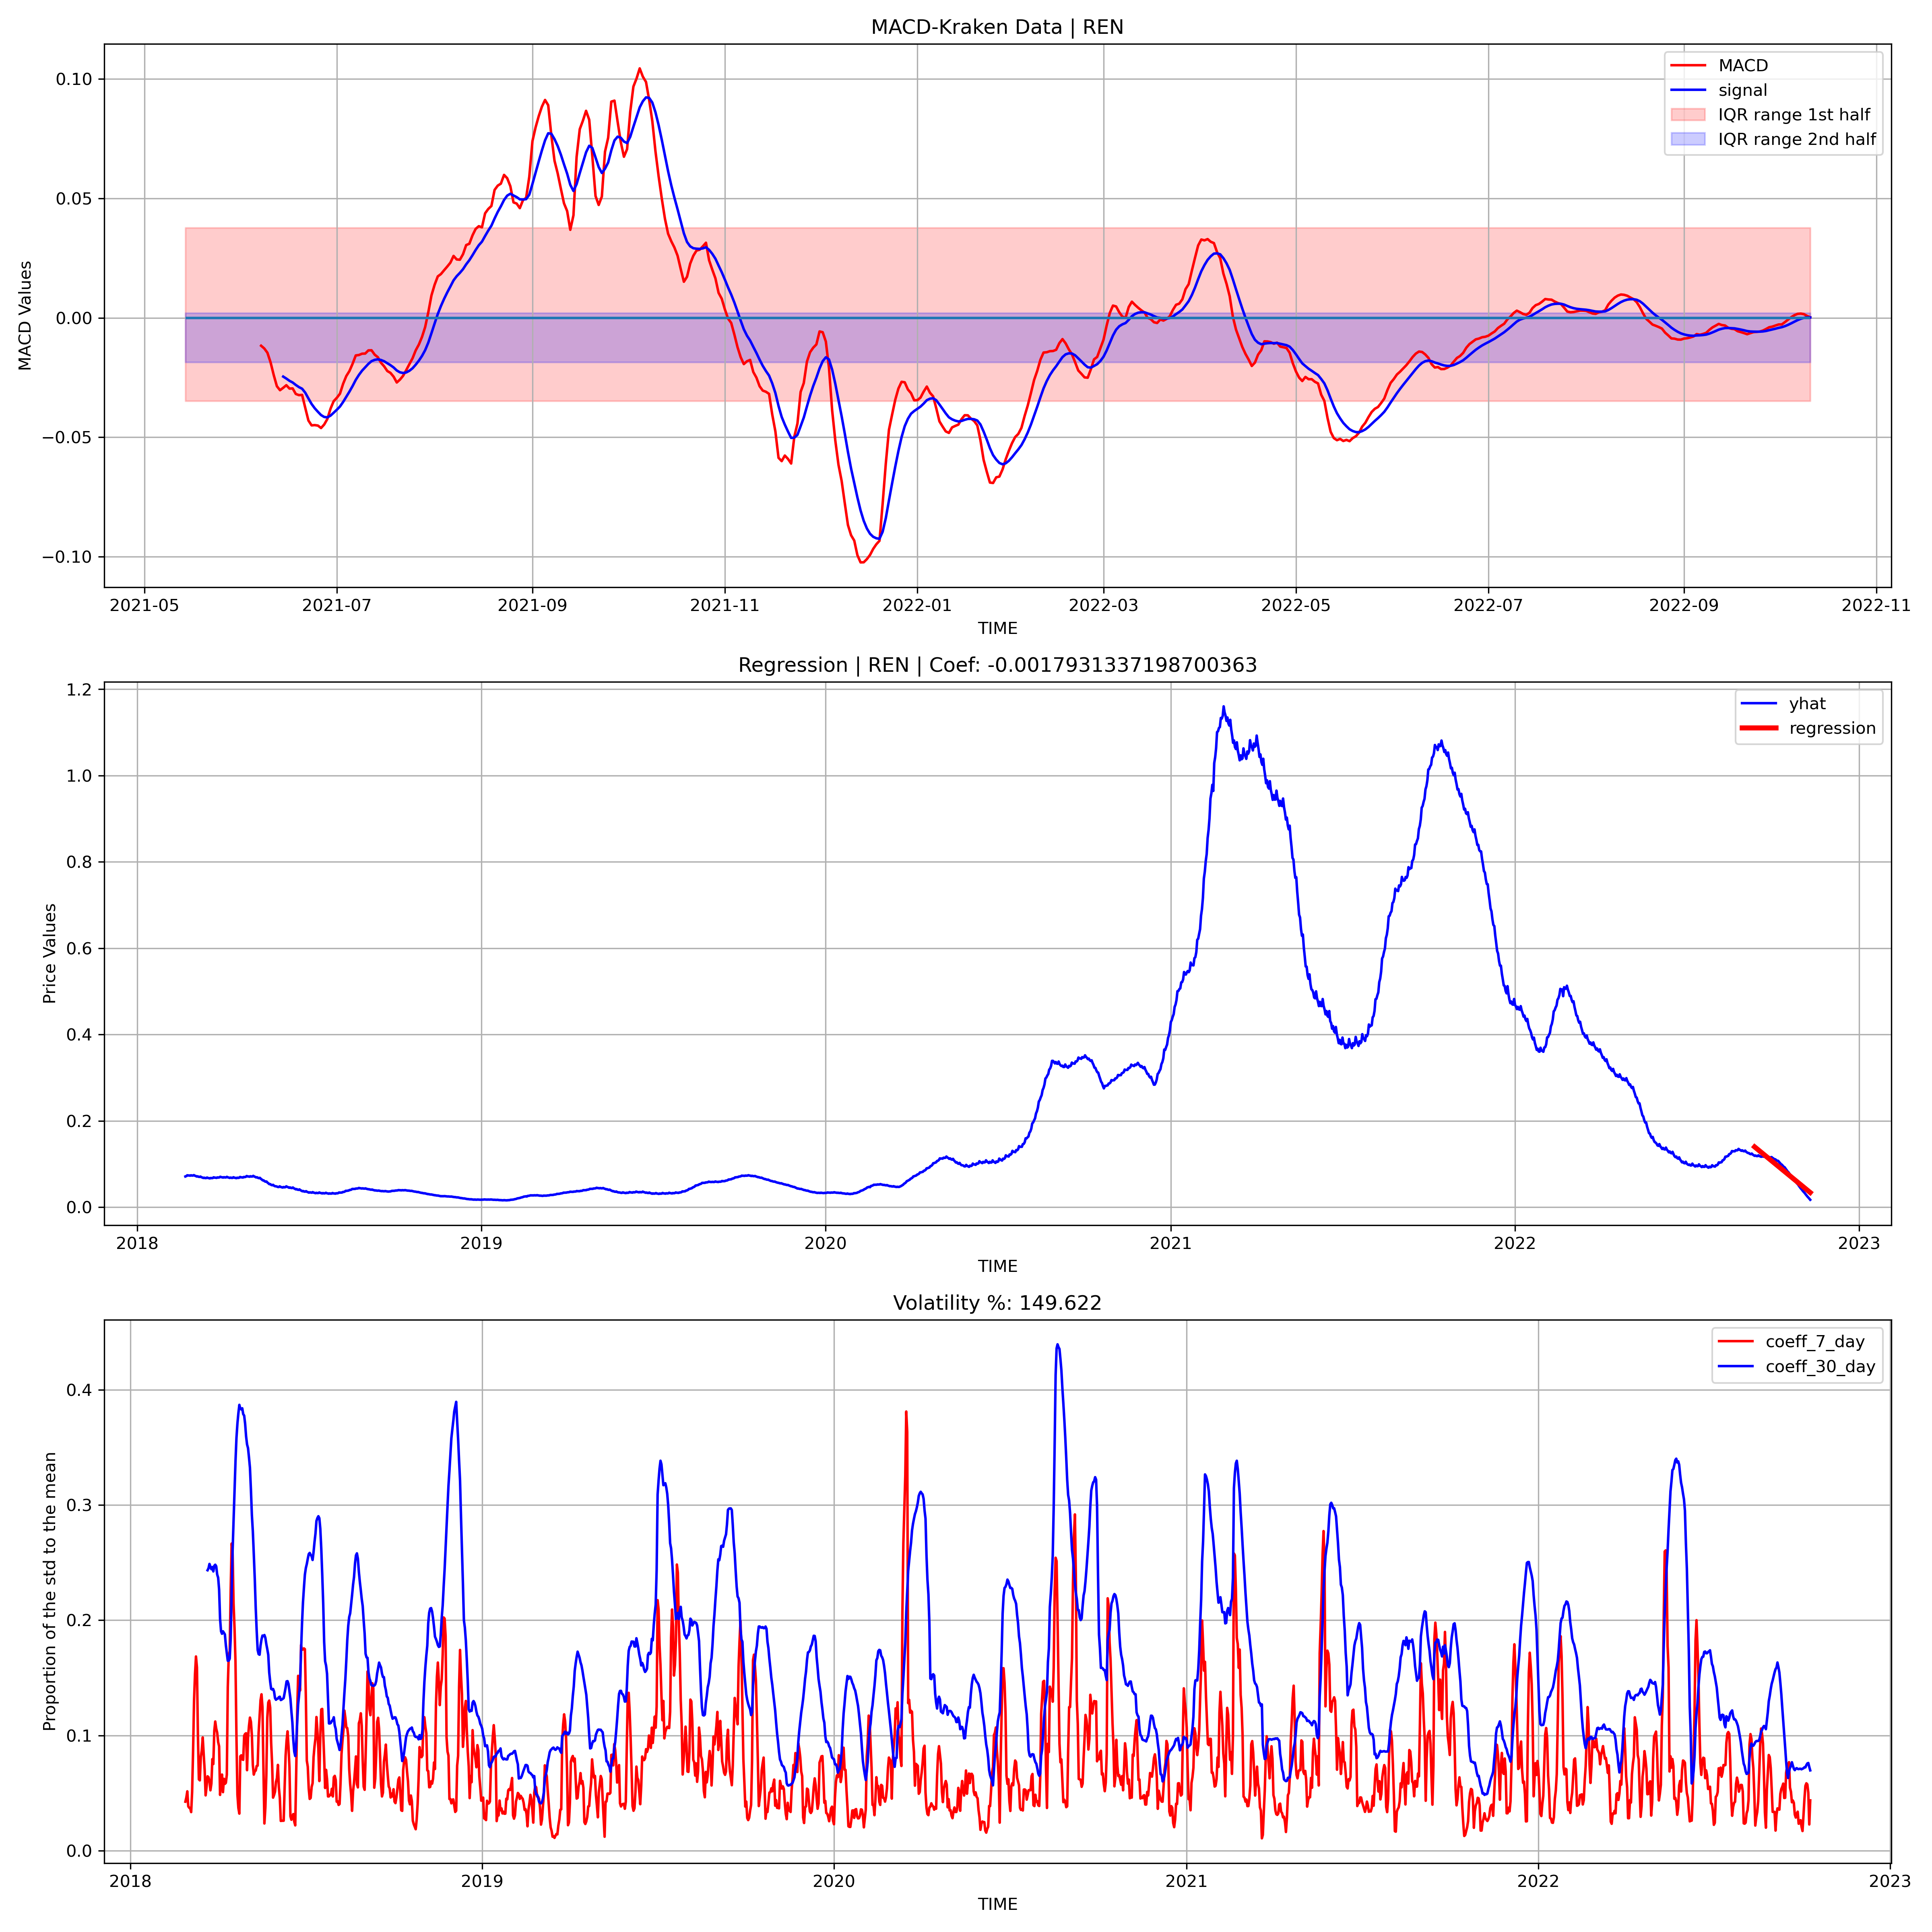 MACD-Kraken Data | REN
MACD
signal
IQR range 1st half
IQR range 2nd half
MACD Values
0.10
0.05
0.00
−0.05
−0.10
2021-05 2021-07 2021-09 2021-11 2022-01 2022-03 2022-05 2022-07 2022-09 2022-11
TIME
Regression | REN | Coef: -0.0017931337198700363
yhat
regression
Price Values
1.2
1.0
0.8
0.6
0.4
0.2
0.0
2018 2019 2020 2021 2022 2023
TIME
Volatility %: 149.622
coeff_7_day
coeff_30_day
Proportion of the std to the mean
0.4
0.3
0.2
0.1
0.0
2018 2019 2020 2021 2022 2023
TIME